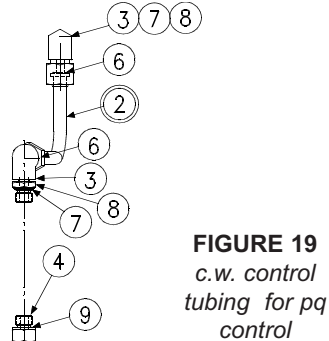 3 7 8
6
2
6
3
8
7
4
9
FIGURE 19
c.w. control
tubing for pq
control